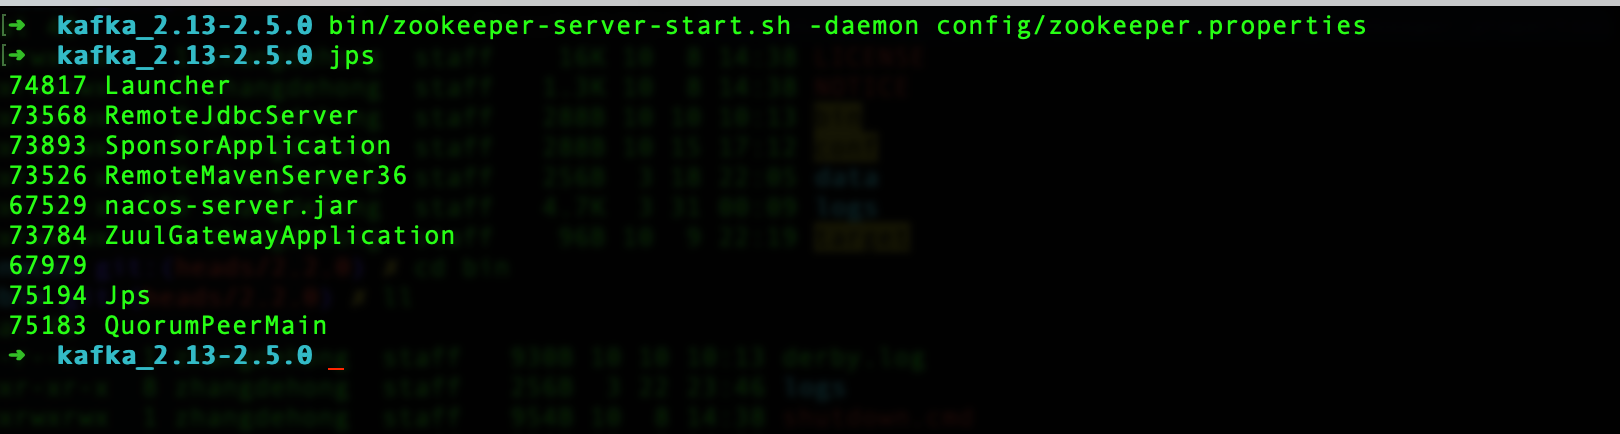 [➜ kafka_2.13-2.5.0 bin/zookeeper-server-start.sh -daemon config/zookeeper.properties
[➜ kafka_2.13-2.5.0 jps
74817 Launcher
73568 RemoteJdbcServer
73893 SponsorApplication
73526 RemoteMavenServer36
67529 nacos-server.jar
73784 ZuulGatewayApplication
67979
75194 Jps
75183 QuorumPeerMain
➜ kafka_2.13-2.5.0 _